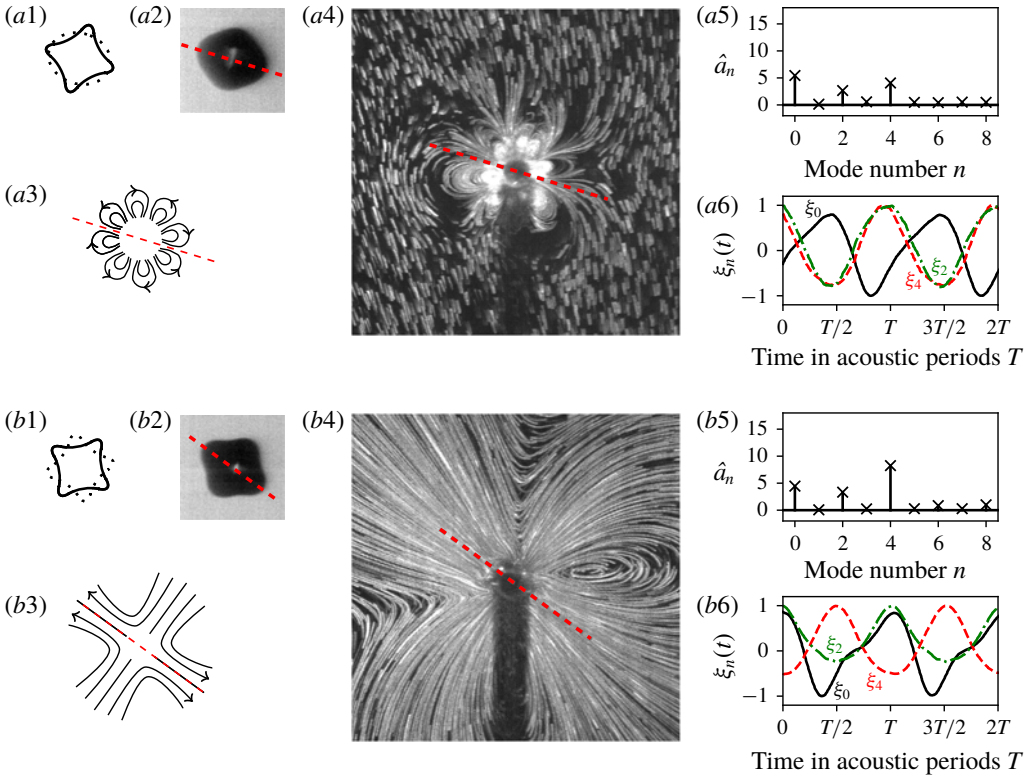 (a1)
(a2)
(a3)
(a4)
(a5)
15
10
5
0
â_n
0 2 4 6 8
Mode number n
(a6)
1
0
−1
ξ_n(t)
ξ_0
ξ_2
ξ_4
0 T/2 T 3T/2 2T
Time in acoustic periods T
(b1)
(b2)
(b3)
(b4)
(b5)
15
10
5
0
â_n
0 2 4 6 8
Mode number n
(b6)
1
0
−1
ξ_n(t)
ξ_2
ξ_0
ξ_4
0 T/2 T 3T/2 2T
Time in acoustic periods T